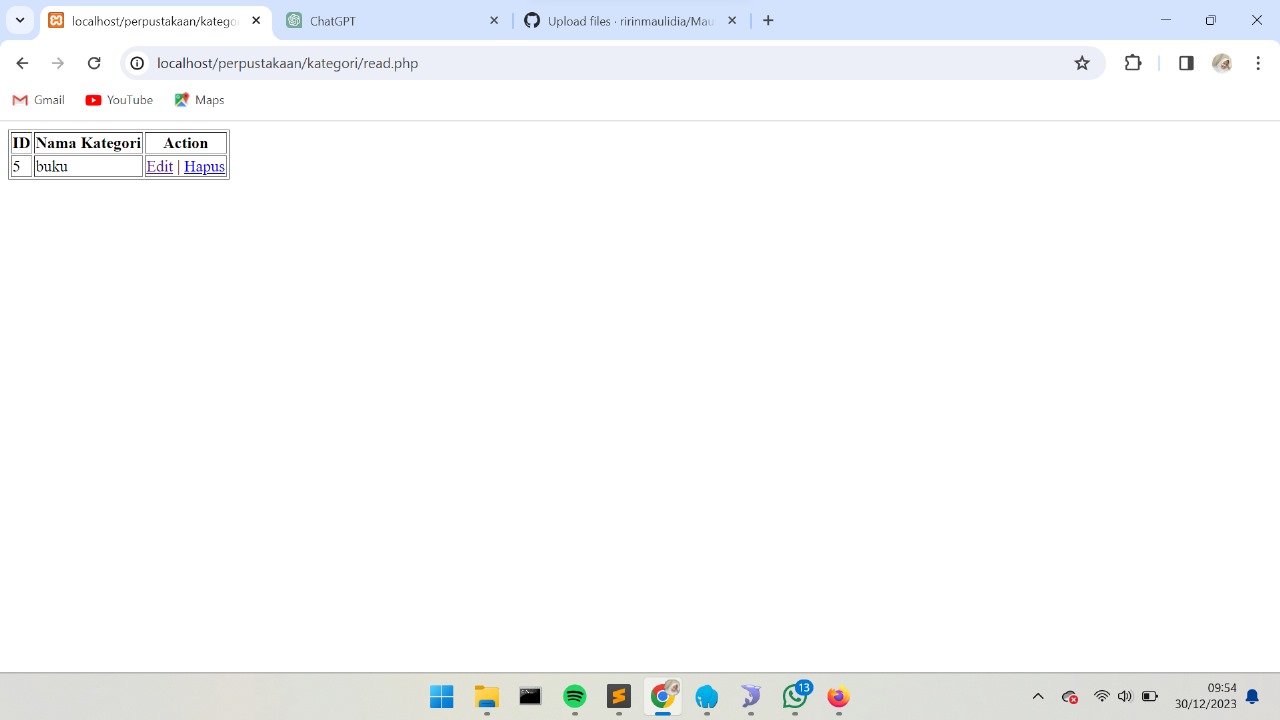 localhost/perpustakaan/katego
ChatGPT
Upload files · ririnmaulidia/Mau
localhost/perpustakaan/kategori/read.php
Gmail
YouTube
Maps
ID Nama Kategori Action
5 buku Edit | Hapus
13
09:54
30/12/2023